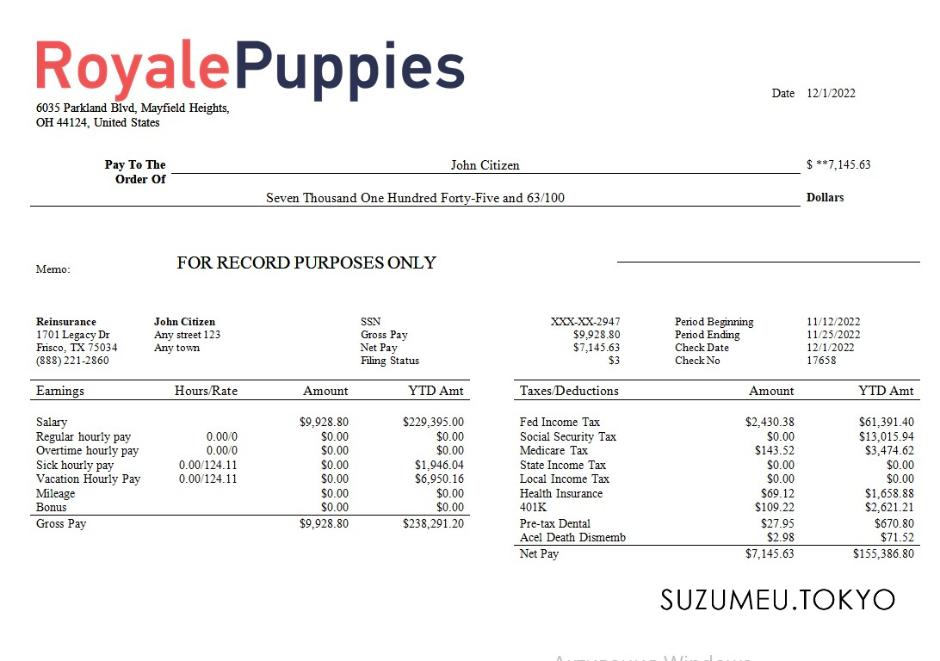 RoyalePuppies
6035 Parkland Blvd, Mayfield Heights,
OH 44124, United States
Date 12/1/2022
Pay To The
Order Of
John Citizen
$ **7,145.63
Seven Thousand One Hundred Forty-Five and 63/100
Dollars
Memo:
FOR RECORD PURPOSES ONLY
Reinsurance John Citizen SSN XXX-XX-2947 Period Beginning 11/12/2022
1701 Legacy Dr Any street 123 Gross Pay $9,928.80 Period Ending 11/25/2022
Frisco, TX 75034 Any town Net Pay $7,145.63 Check Date 12/1/2022
(888) 221-2860 Filing Status $3 Check No 17658
Earnings Hours/Rate Amount YTD Amt Taxes/Deductions Amount YTD Amt
Salary $9,928.80 $229,395.00 Fed Income Tax $2,430.38 $61,391.40
Regular hourly pay 0.00/0 $0.00 $0.00 Social Security Tax $0.00 $13,015.94
Overtime hourly pay 0.00/0 $0.00 $0.00 Medicare Tax $143.52 $3,474.62
Sick hourly pay 0.00/124.11 $0.00 $1,946.04 State Income Tax $0.00 $0.00
Vacation Hourly Pay 0.00/124.11 $0.00 $6,950.16 Local Income Tax $0.00 $0.00
Mileage $0.00 $0.00 Health Insurance $69.12 $1,658.88
Bonus $0.00 $0.00 401K $109.22 $2,621.21
Gross Pay $9,928.80 $238,291.20 Pre-tax Dental $27.95 $670.80
Acel Death Dismemb $2.98 $71.52
Net Pay $7,145.63 $155,386.80
SUZUMEU.TOKYO